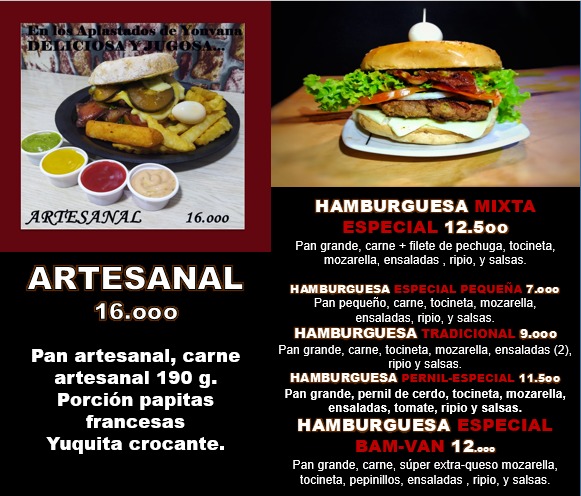 En los Aplastados de Yonvana
DELICIOSA Y JUGOSA...
ARTESANAL 16.ooo
ARTESANAL
16.ooo
Pan artesanal, carne
artesanal 190 g.
Porción papitas
francesas
Yuquita crocante.
HAMBURGUESA MIXTA
ESPECIAL 12.5oo
Pan grande, carne + filete de pechuga, tocineta,
mozarella, ensaladas , ripio, y salsas.
HAMBURGUESA ESPECIAL PEQUEÑA 7.ooo
Pan pequeño, carne, tocineta, mozarella,
ensaladas, ripio, y salsas.
HAMBURGUESA TRADICIONAL 9.ooo
Pan grande, carne, tocineta, mozarella, ensaladas (2),
ripio y salsas.
HAMBURGUESA PERNIL-ESPECIAL 11.5oo
Pan grande, pernil de cerdo, tocineta, mozarella,
ensaladas, tomate, ripio y salsas.
HAMBURGUESA ESPECIAL
BAM-VAN 12.ooo
Pan grande, carne, súper extra-queso mozarella,
tocineta, pepinillos, ensaladas , ripio, y salsas.